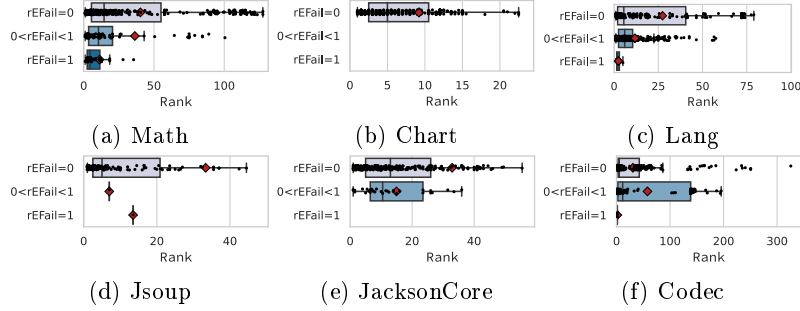 rEFail=0
0<rEFail<1
rEFail=1
0 50 100
Rank
(a) Math
rEFail=0
0<rEFail<1
rEFail=1
0 5 10 15 20
Rank
(b) Chart
rEFail=0
0<rEFail<1
rEFail=1
0 25 50 75 100
Rank
(c) Lang
rEFail=0
0<rEFail<1
rEFail=1
0 20 40
Rank
(d) Jsoup
rEFail=0
0<rEFail<1
rEFail=1
0 20 40
Rank
(e) JacksonCore
rEFail=0
0<rEFail<1
rEFail=1
0 100 200 300
Rank
(f) Codec